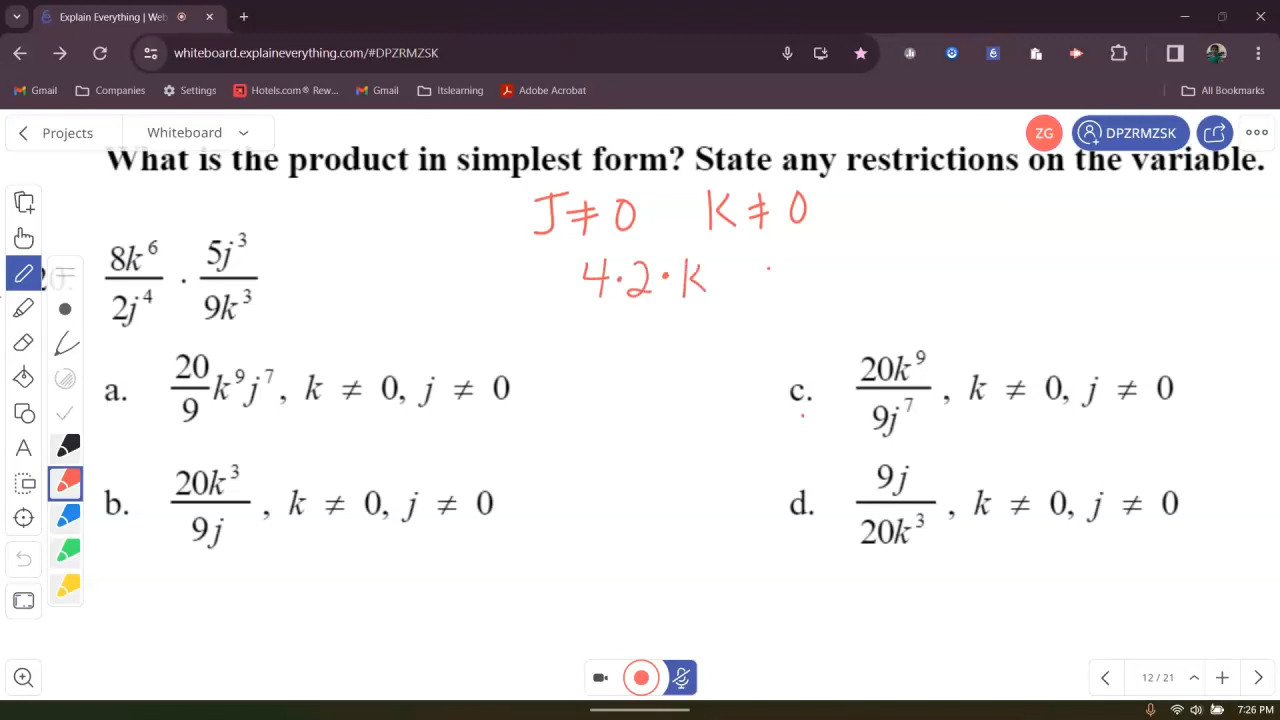 Explain Everything | Web
whiteboard.explaineverything.com/#DPZRMZSK
Gmail Companies Settings Hotels.com® Rew... Gmail Itslearning Adobe Acrobat All Bookmarks
Projects Whiteboard ZG DPZRMZSK
What is the product in simplest form? State any restrictions on the variable.
J ≠ 0 K ≠ 0
4 · 2 · K
8k^6/2j^4 · 5j^3/9k^3
a. 20/9 k^9 j^7, k ≠ 0, j ≠ 0
c. 20k^9/9j^7, k ≠ 0, j ≠ 0
b. 20k^3/9j, k ≠ 0, j ≠ 0
d. 9j/20k^3, k ≠ 0, j ≠ 0
12 / 21
7:26 PM